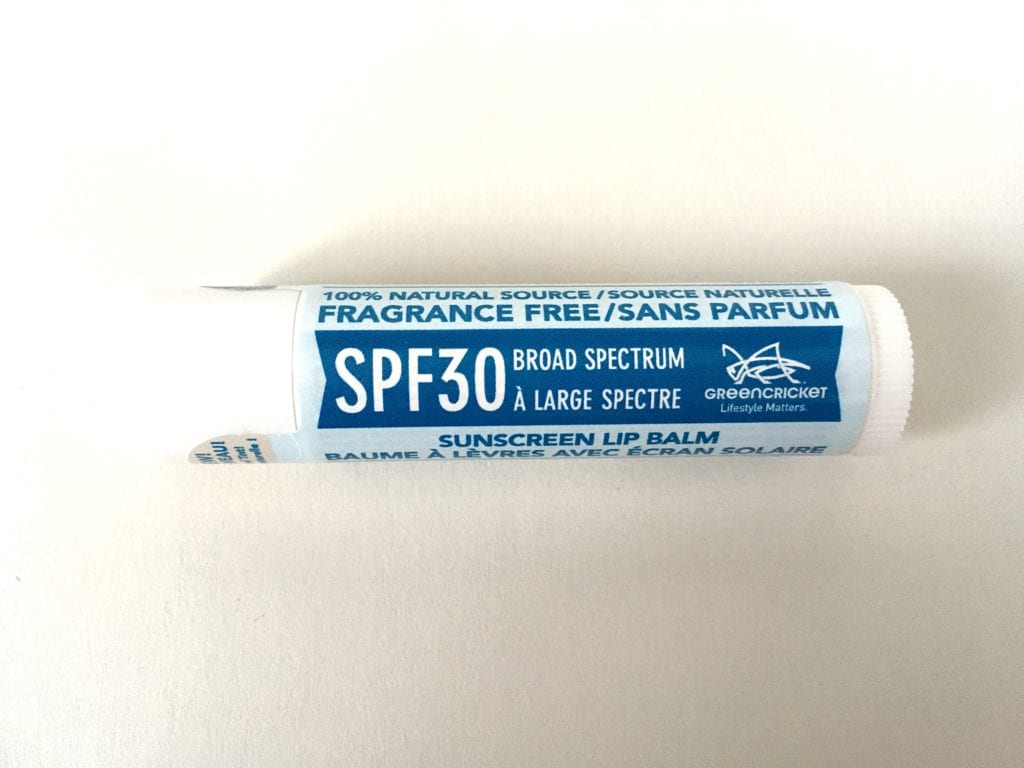 100% NATURAL SOURCE / SOURCE NATURELLE
FRAGRANCE FREE/SANS PARFUM
SPF30
BROAD SPECTRUM
À LARGE SPECTRE
GREENCRICKET
Lifestyle Matters.
SUNSCREEN LIP BALM
BAUME À LÈVRES AVEC ÉCRAN SOLAIRE